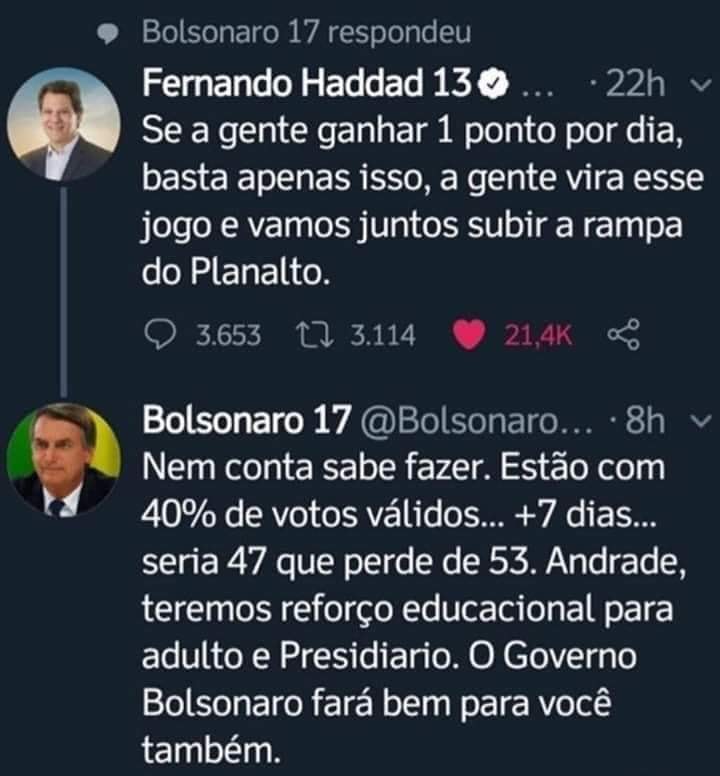 Bolsonaro 17 respondeu
Fernando Haddad 13 ... · 22h
Se a gente ganhar 1 ponto por dia,
basta apenas isso, a gente vira esse
jogo e vamos juntos subir a rampa
do Planalto.
3.653 3.114 21,4K
Bolsonaro 17 @Bolsonaro... · 8h
Nem conta sabe fazer. Estão com
40% de votos válidos... +7 dias...
seria 47 que perde de 53. Andrade,
teremos reforço educacional para
adulto e Presidiario. O Governo
Bolsonaro fará bem para você
também.